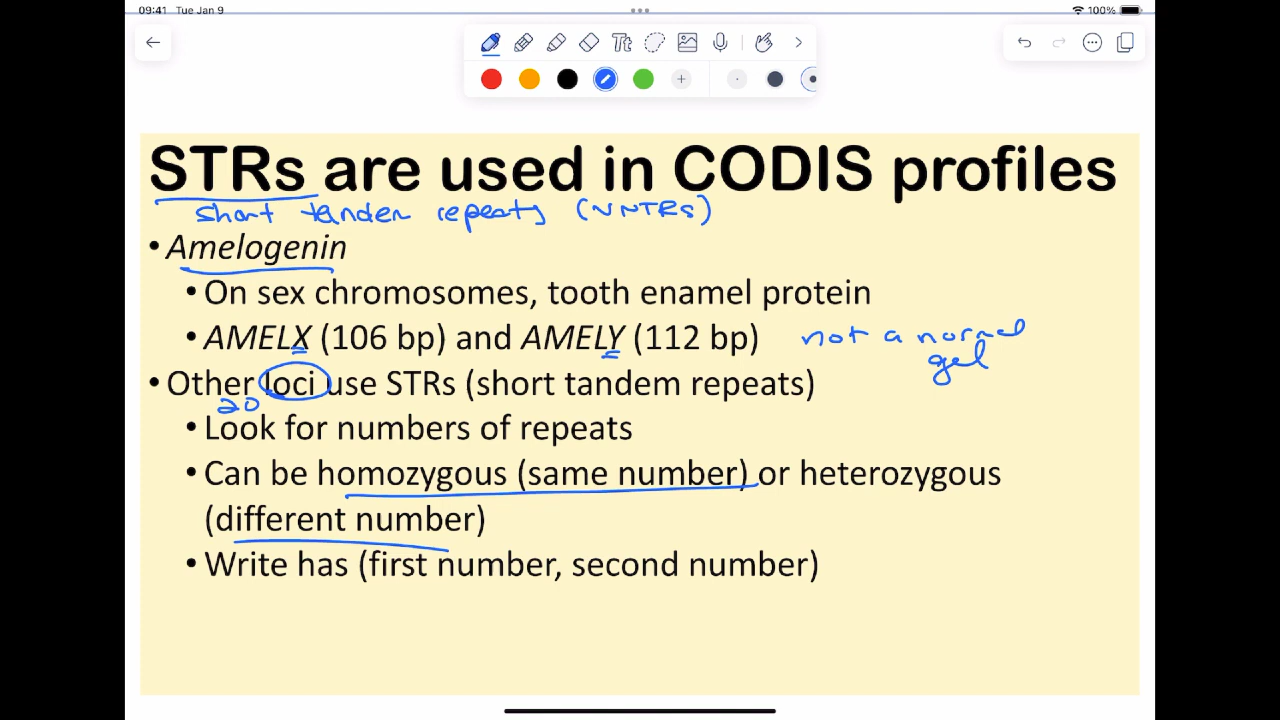 09:41 Tue Jan 9
100%
Tt
STRs are used in CODIS profiles
short tandem repeats (VNTRs)
• Amelogenin
• On sex chromosomes, tooth enamel protein
• AMELX (106 bp) and AMELY (112 bp) not a normal
gel
• Other loci use STRs (short tandem repeats)
20
• Look for numbers of repeats
• Can be homozygous (same number) or heterozygous
(different number)
• Write has (first number, second number)